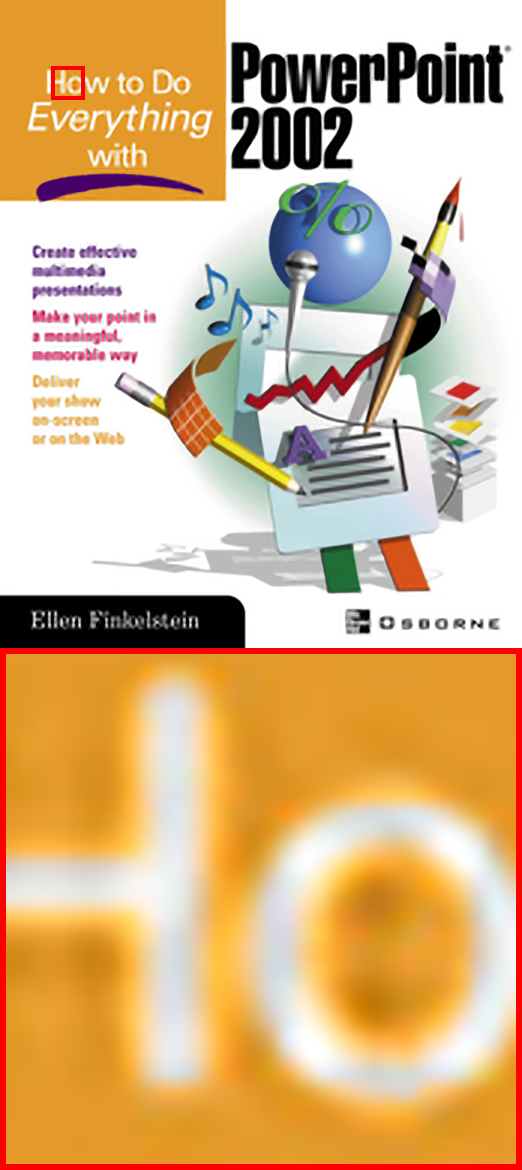 How to Do
Everything
with
PowerPoint®
2002
Create effective
multimedia
presentations
Make your point in
a meaningful,
memorable way
Deliver
your show
on-screen
or on the Web
%
A
Ellen Finkelstein
OSBORNE
Ho